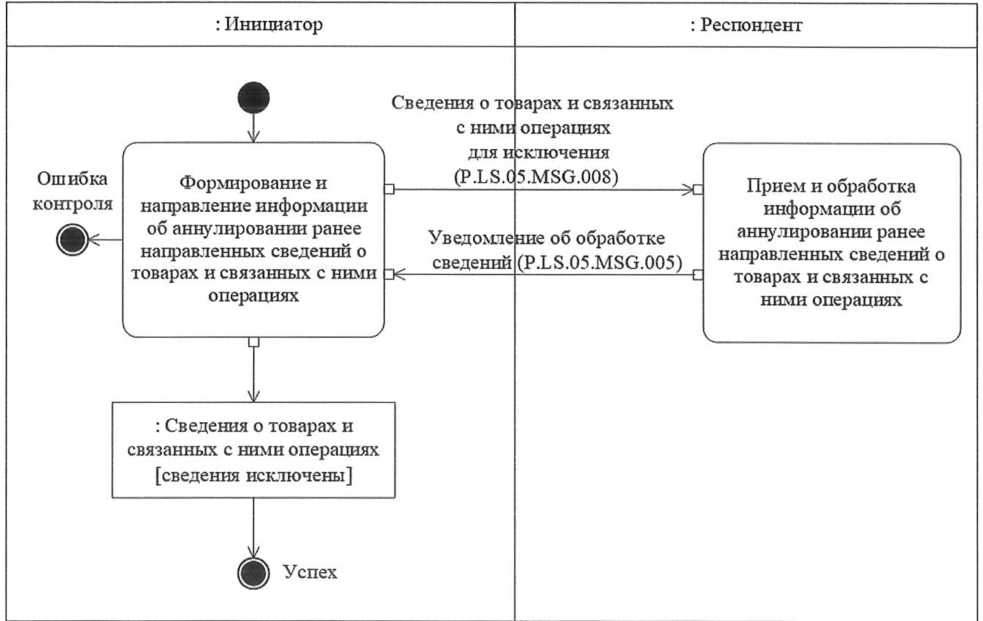 : Инициатор
: Респондент
Сведения о товарах и связанных
с ними операциях
для исключения
(P.LS.05.MSG.008)
Ошибка
контроля
Формирование и
направление информации
об аннулировании ранее
направленных сведений о
товарах и связанных с ними
операциях
Уведомление об обработке
сведений (P.LS.05.MSG.005)
Прием и обработка
информации об
аннулировании ранее
направленных сведений о
товарах и связанных с
ними операциях
: Сведения о товарах и
связанных с ними операциях
[сведения исключены]
Успех